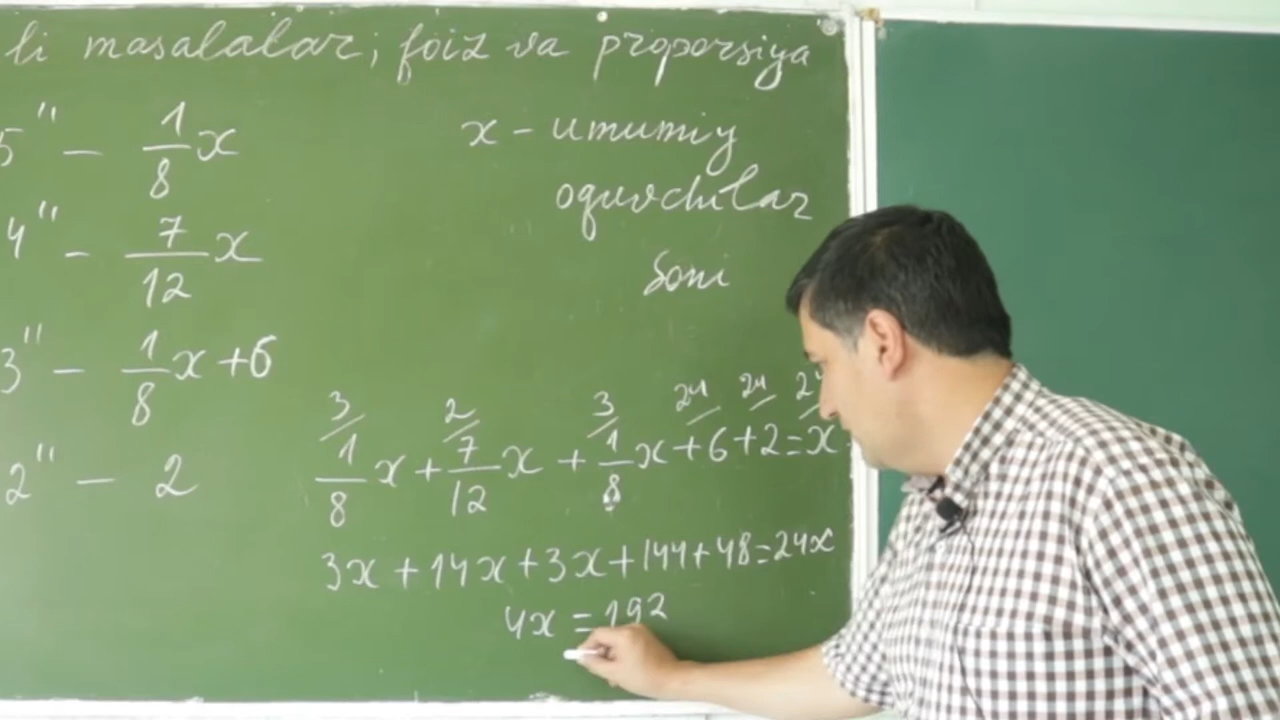 li masalalar; foiz va proporsiya
5" - 1/8 x
4" - 7/12 x
3" - 1/8 x + 6
2" - 2
x - umumiy
oquvchilar
soni
3/ 2/ 3/ 24/ 24/
1/8 x + 7/12 x + 1/8 x + 6 + 2 = x
3x + 14x + 3x + 144 + 48 = 24x
4x = 192